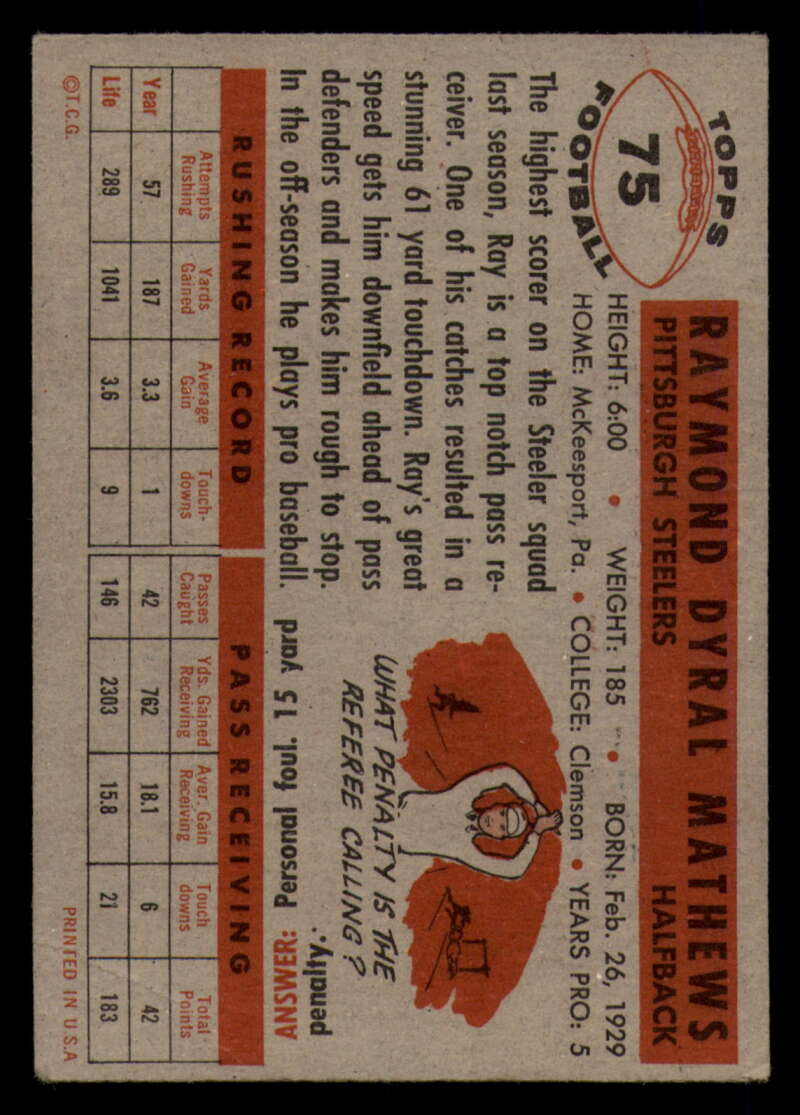 TOPPS
75
FOOTBALL
RAYMOND DYRAL MATHEWS
PITTSBURGH STEELERS HALFBACK
HEIGHT: 6:00 • WEIGHT: 185 • BORN: Feb. 26, 1929
HOME: McKeesport, Pa. • COLLEGE: Clemson • YEARS PRO: 5
The highest scorer on the Steeler squad
last season, Ray is a top notch pass re-
ceiver. One of his catches resulted in a
stunning 61 yard touchdown. Ray's great
speed gets him downfield ahead of pass
defenders and makes him rough to stop.
In the off-season he plays pro baseball.
WHAT PENALTY IS THE
REFEREE CALLING?
ANSWER: Personal foul. 15 yard
penalty.
RUSHING RECORD PASS RECEIVING
Attempts Rushing Yards Gained Average Gain Touch-downs Passes Caught Yds. Gained Receiving Aver. Gain Receiving Touch downs Total Points
Year 57 187 3.3 1 42 762 18.1 6 42
Life 289 1041 3.6 9 146 2303 15.8 21 183
©T.C.G. PRINTED IN U.S.A